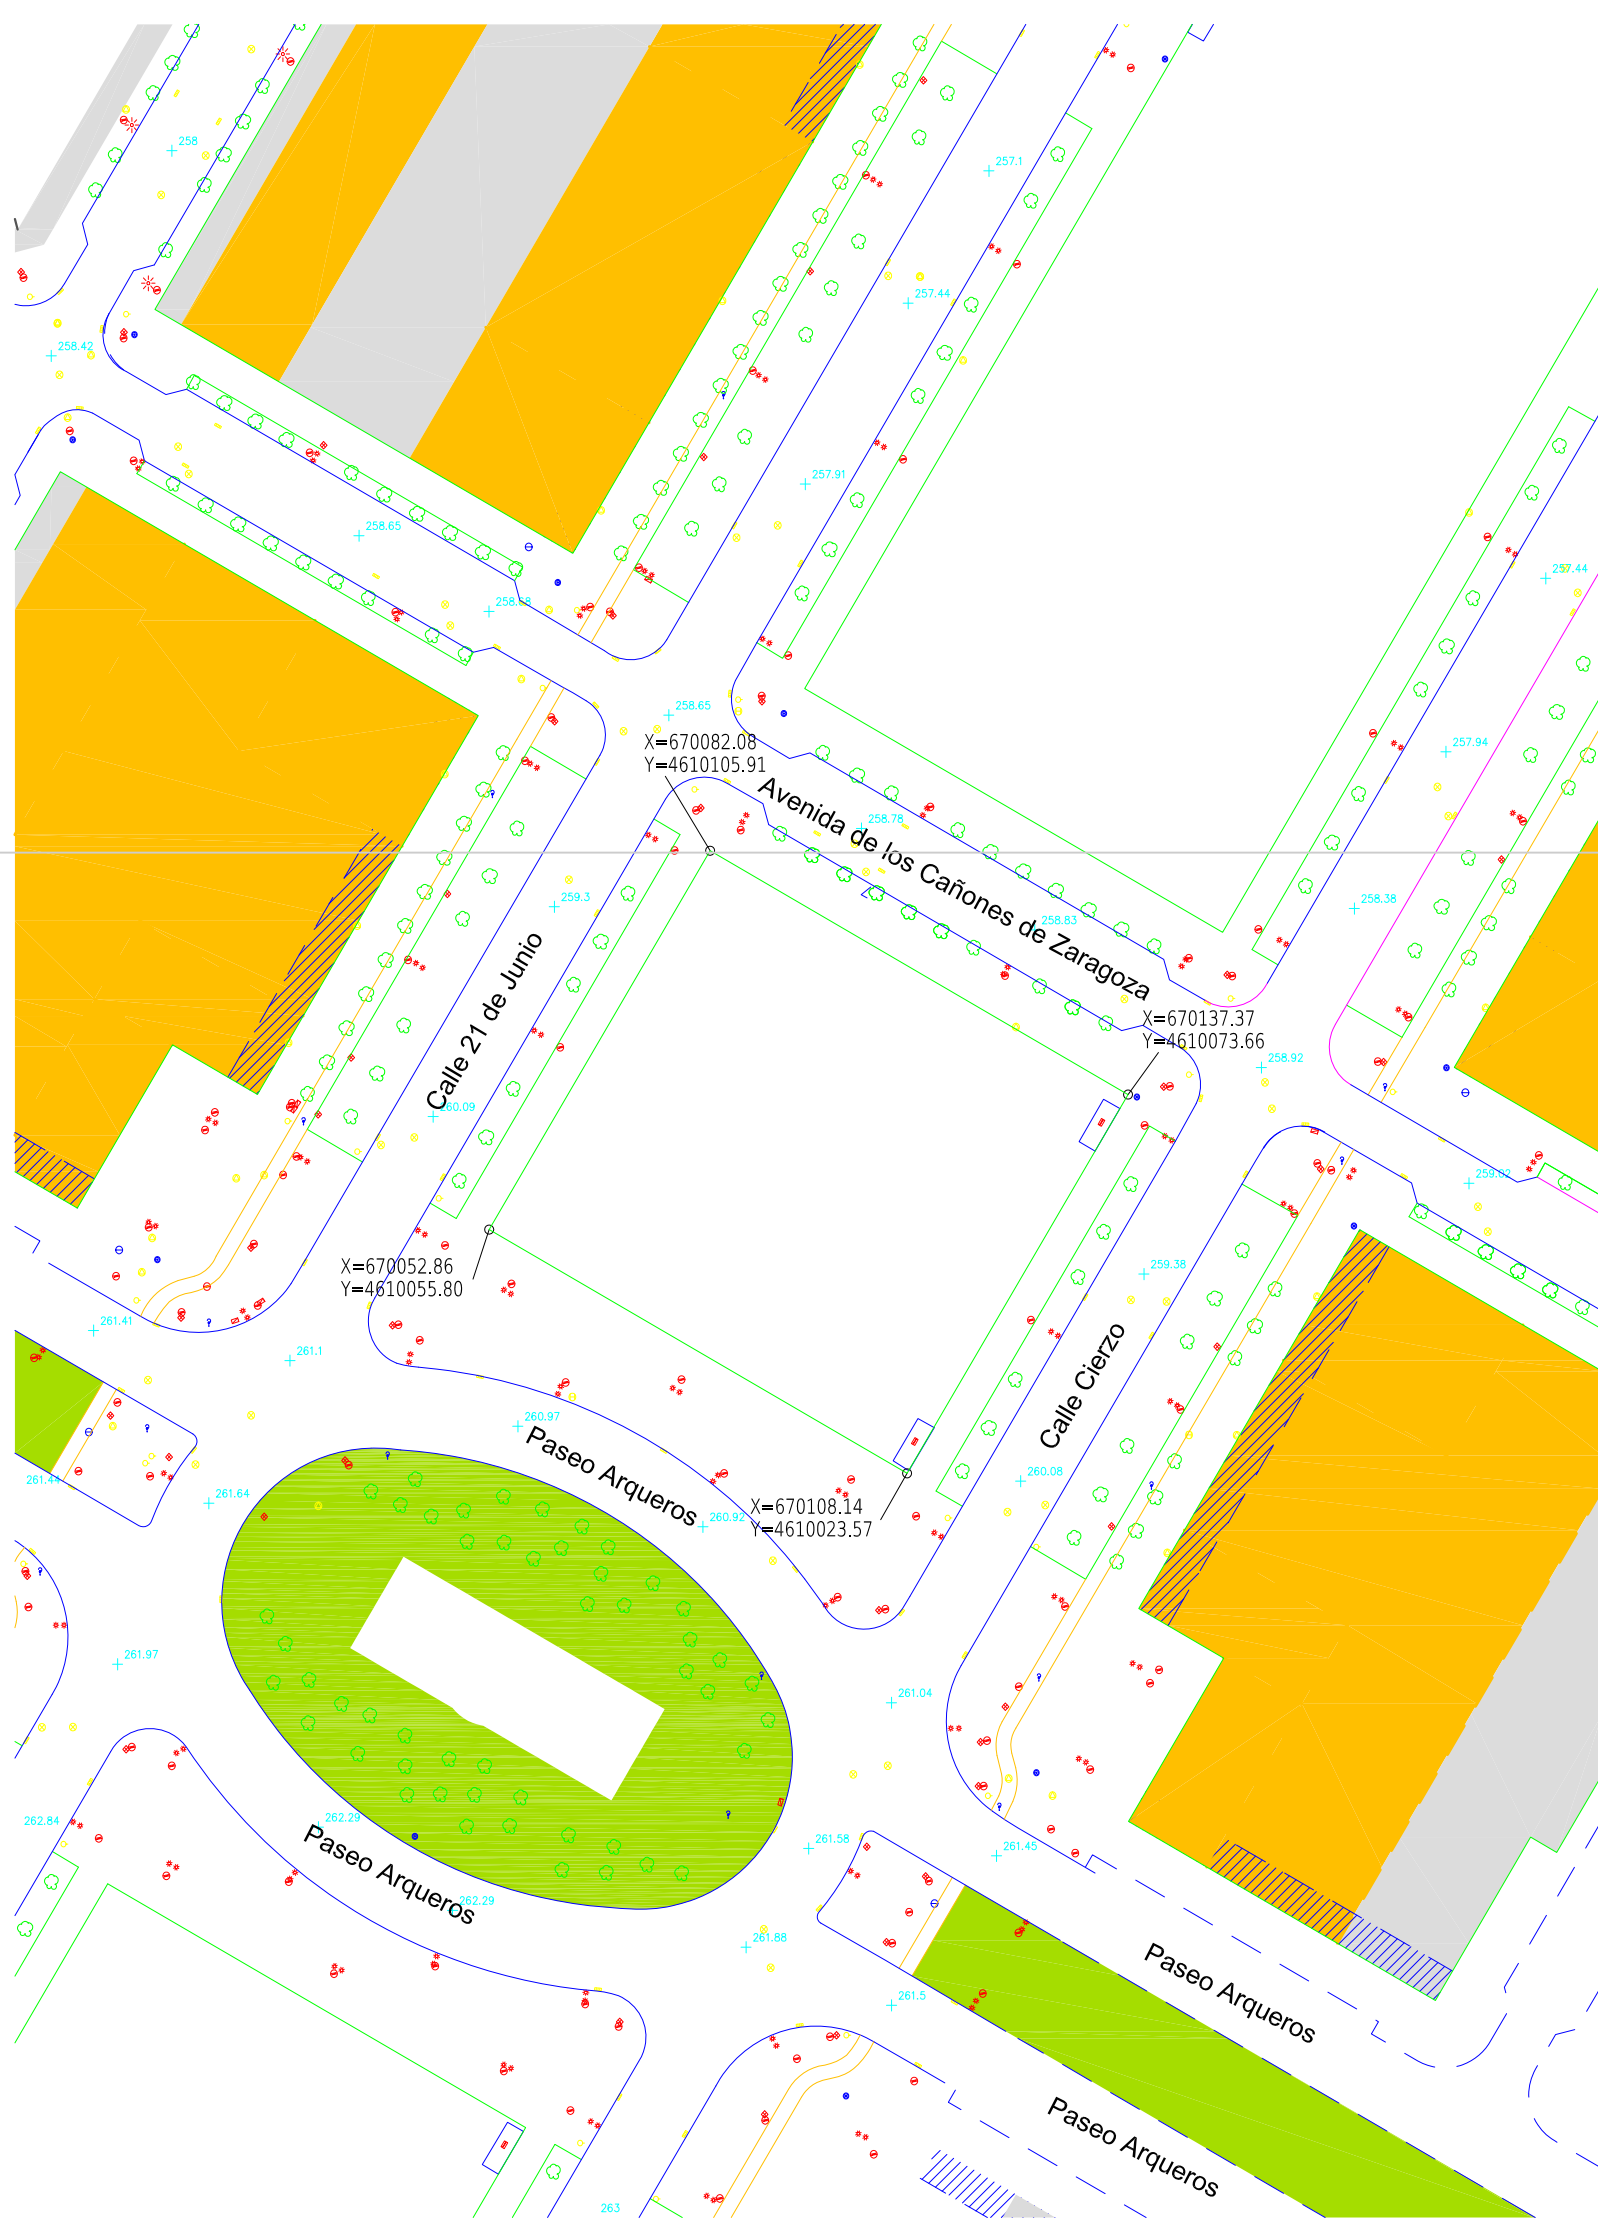 258
257.1
257.44
258.42
257.91
258.65
257.44
258.65
257.94
X=670082.08
Y=4610105.91
Avenida de los Cañones de Zaragoza
258.78
259.3
258.83
258.38
Calle 21 de Junio
X=670137.37
Y=4610073.66
258.92
260.09
259.02
X=670052.86
Y=4610055.80
259.38
261.41
261.1
Calle Cierzo
260.97
Paseo Arqueros
261.44
261.64
260.92
260.08
X=670108.14
Y=4610023.57
261.97
261.04
262.84
262.29
Paseo Arqueros
261.58
261.45
262.29
261.88
Paseo Arqueros
261.5
Paseo Arqueros
263